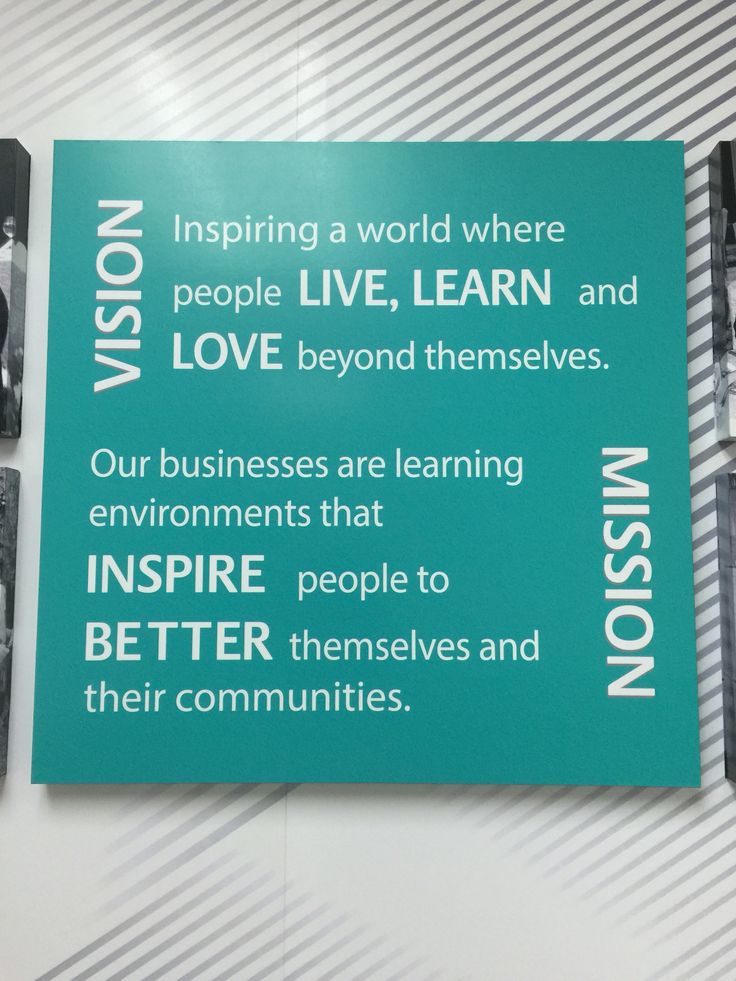 VISION
Inspiring a world where
people LIVE, LEARN and
LOVE beyond themselves.
MISSION
Our businesses are learning
environments that
INSPIRE people to
BETTER themselves and
their communities.